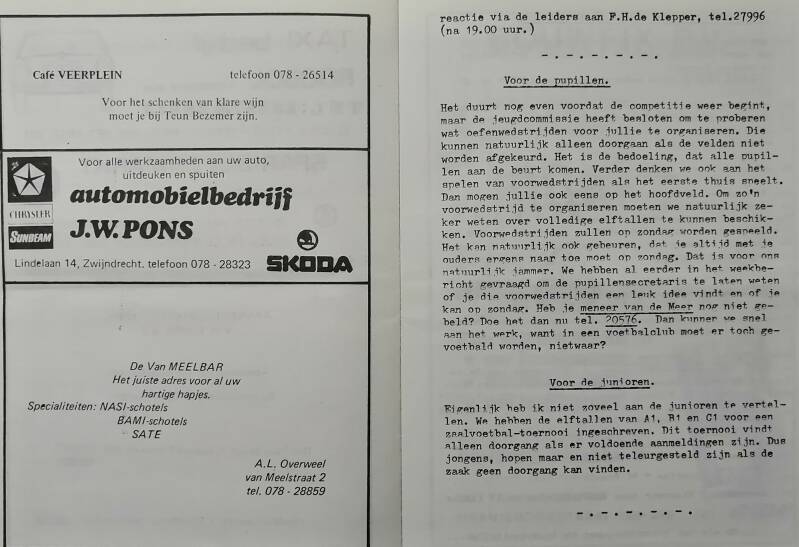 Café VEERPLEIN telefoon 078 - 26514
Voor het schenken van klare wijn
moet je bij Teun Bezemer zijn.
Voor alle werkzaamheden aan uw auto,
uitdeuken en spuiten
automobielbedrijf
J.W. PONS
CHRYSLER
SUNBEAM
Lindelaan 14, Zwijndrecht. telefoon 078 - 28323
SKODA
De Van MEELBAR
Het juiste adres voor al uw
hartige hapjes.
Specialiteiten: NASI-schotels
BAMI-schotels
SATE
A.L. Overweel
van Meelstraat 2
tel. 078 - 28859
reactie via de leiders aan F.H.de Klepper, tel.27996
(na 19.00 uur.)
-.-.-.-.-.
Voor de pupillen.
Het duurt nog even voordat de competitie weer begint,
maar de jeugdcommissie heeft besloten om te proberen
wat oefenwedstrijden voor jullie te organiseren. Die
kunnen natuurlijk alleen doorgaan als de velden niet
worden afgekeurd. Het is de bedoeling, dat alle pupil-
len aan de beurt komen. Verder denken we ook aan het
spelen van voorwedstrijden als het eerste thuis speelt.
Dan mogen jullie ook eens op het hoofdveld. Om zo'n
voorwedstrijd te organiseren moeten we natuurlijk ze-
ker weten over volledige elftallen te kunnen beschik-
ken. Voorwedstrijden zullen op zondag worden gespeeld.
Het kan natuurlijk ook gebeuren, dat je altijd met je
ouders ergens naar toe moet op zondag. Dat is voor ons
natuurlijk jammer. We hebben al eerder in het weekbe-
richt gevraagd om de pupillensecretaris te laten weten
of je die voorwedstrijden een leuk idee vindt en of je
kan op zondag. Heb je meneer van de Meer nog niet ge-
beld? Doe het dan nu tel. 20576. Dan kunnen we snel
aan het werk, want in een voetbalclub moet er toch ge-
voetbald worden, nietwaar?
Voor de junioren.
Eigenlijk heb ik niet zoveel aan de junioren te vertel-
len. We hebben de elftallen van A1, B1 en C1 voor een
zaalvoetbal-toernooi ingeschreven. Dit toernooi vindt
alleen doorgang als er voldoende aanmeldingen zijn. Dus
jongens, hopen maar en niet teleurgesteld zijn als de
zaak geen doorgang kan vinden.
-.-.-.-.-.